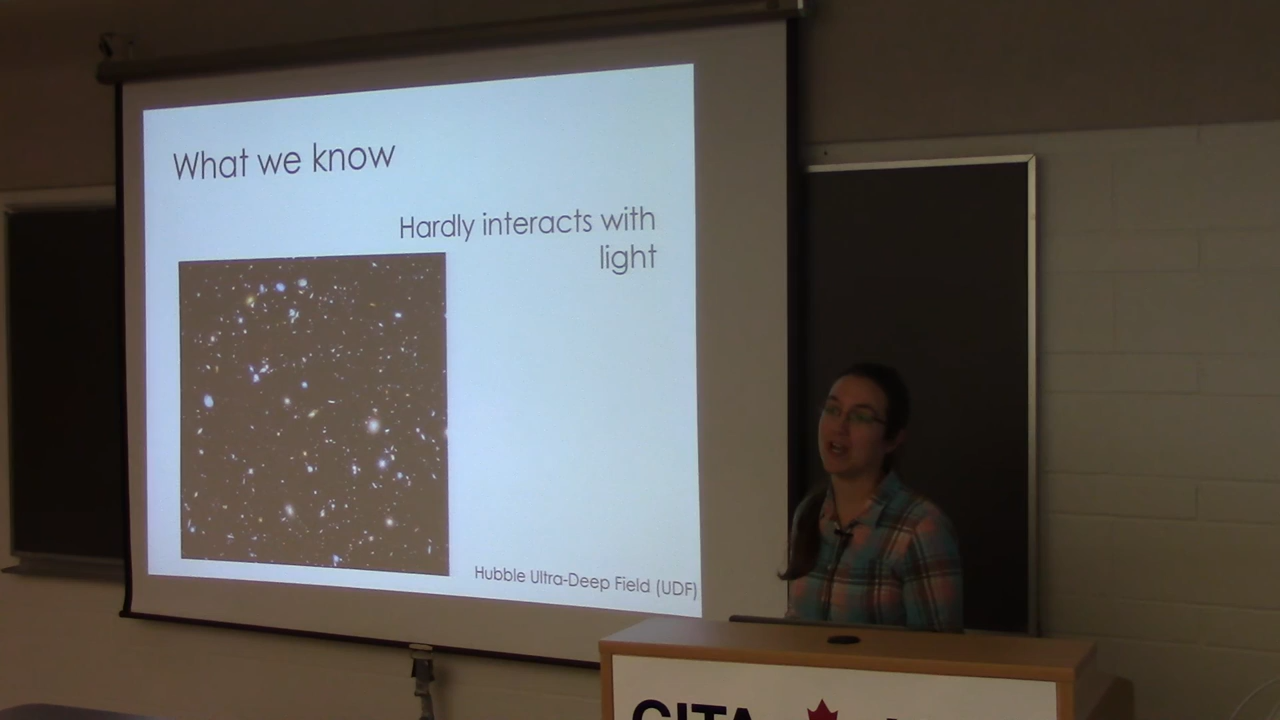 What we know
Hardly interacts with
light
Hubble Ultra-Deep Field (UDF)
CITA